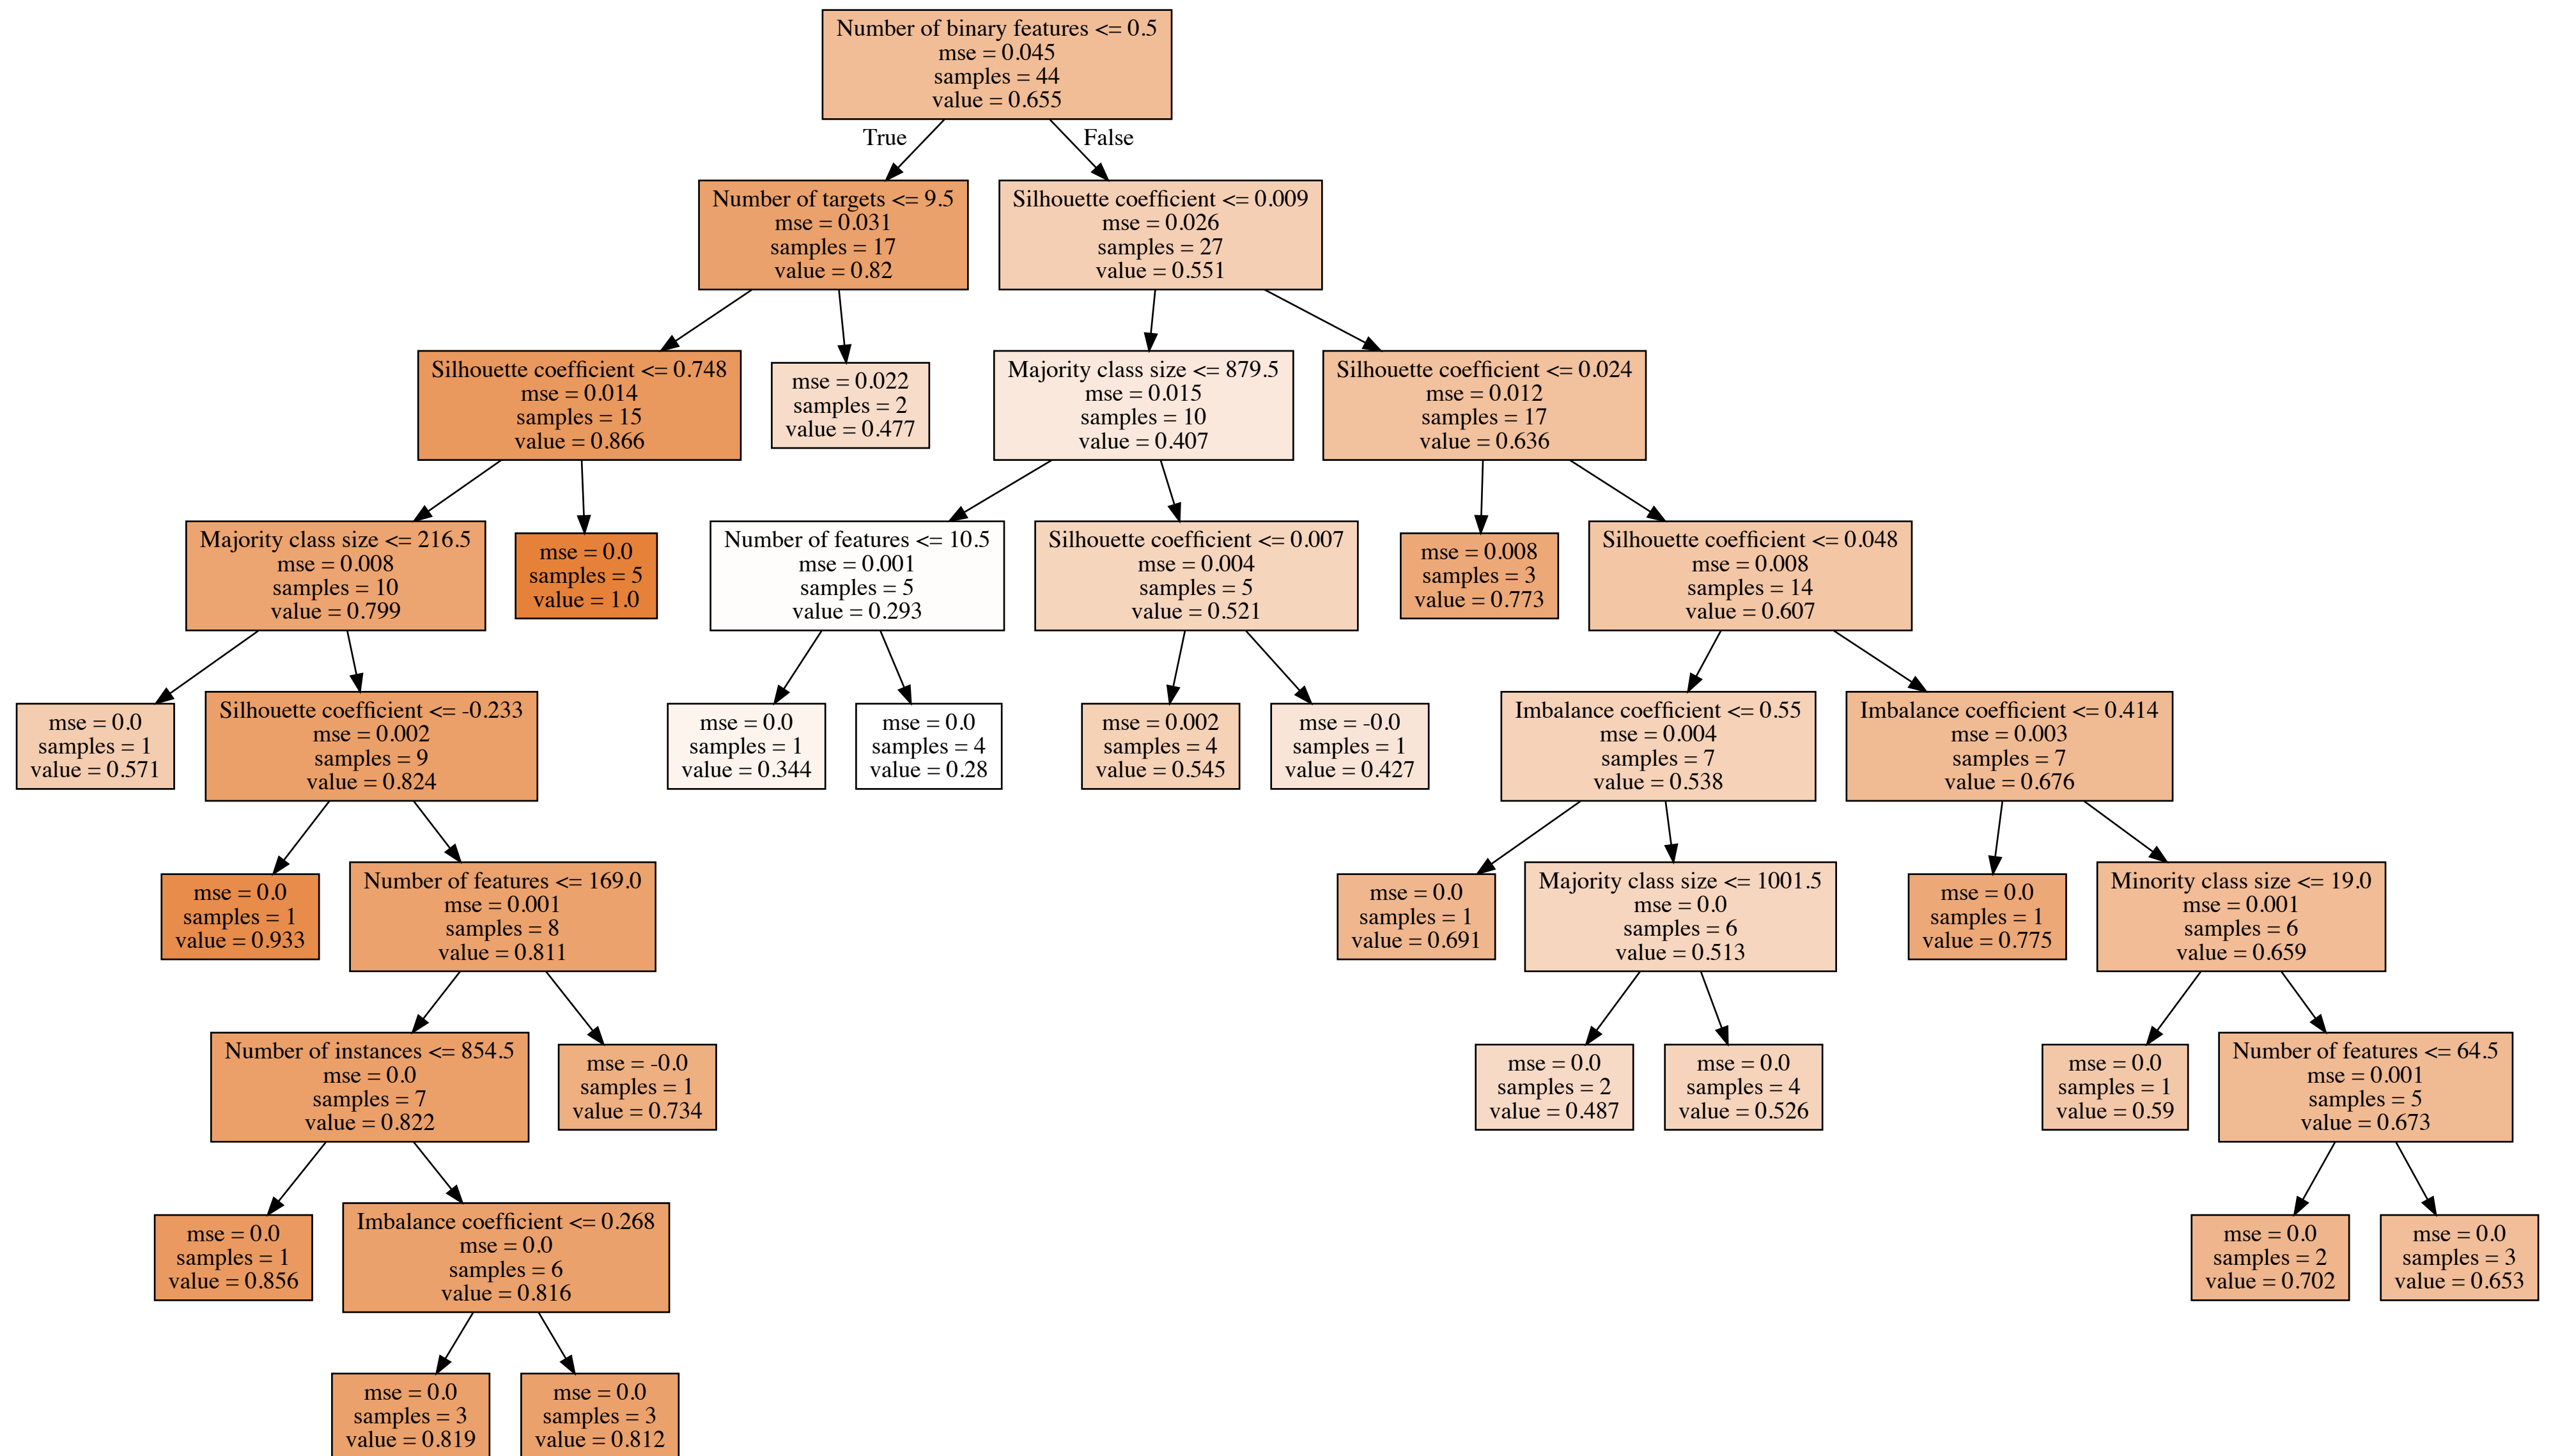 Number of binary features <= 0.5
mse = 0.045
samples = 44
value = 0.655
True
False
Number of targets <= 9.5
mse = 0.031
samples = 17
value = 0.82
Silhouette coefficient <= 0.009
mse = 0.026
samples = 27
value = 0.551
Silhouette coefficient <= 0.748
mse = 0.014
samples = 15
value = 0.866
mse = 0.022
samples = 2
value = 0.477
Majority class size <= 879.5
mse = 0.015
samples = 10
value = 0.407
Silhouette coefficient <= 0.024
mse = 0.012
samples = 17
value = 0.636
Majority class size <= 216.5
mse = 0.008
samples = 10
value = 0.799
mse = 0.0
samples = 5
value = 1.0
Number of features <= 10.5
mse = 0.001
samples = 5
value = 0.293
Silhouette coefficient <= 0.007
mse = 0.004
samples = 5
value = 0.521
mse = 0.008
samples = 3
value = 0.773
Silhouette coefficient <= 0.048
mse = 0.008
samples = 14
value = 0.607
mse = 0.0
samples = 1
value = 0.571
Silhouette coefficient <= -0.233
mse = 0.002
samples = 9
value = 0.824
mse = 0.0
samples = 1
value = 0.344
mse = 0.0
samples = 4
value = 0.28
mse = 0.002
samples = 4
value = 0.545
mse = -0.0
samples = 1
value = 0.427
Imbalance coefficient <= 0.55
mse = 0.004
samples = 7
value = 0.538
Imbalance coefficient <= 0.414
mse = 0.003
samples = 7
value = 0.676
mse = 0.0
samples = 1
value = 0.933
Number of features <= 169.0
mse = 0.001
samples = 8
value = 0.811
mse = 0.0
samples = 1
value = 0.691
Majority class size <= 1001.5
mse = 0.0
samples = 6
value = 0.513
mse = 0.0
samples = 1
value = 0.775
Minority class size <= 19.0
mse = 0.001
samples = 6
value = 0.659
Number of instances <= 854.5
mse = 0.0
samples = 7
value = 0.822
mse = -0.0
samples = 1
value = 0.734
mse = 0.0
samples = 2
value = 0.487
mse = 0.0
samples = 4
value = 0.526
mse = 0.0
samples = 1
value = 0.59
Number of features <= 64.5
mse = 0.001
samples = 5
value = 0.673
mse = 0.0
samples = 1
value = 0.856
Imbalance coefficient <= 0.268
mse = 0.0
samples = 6
value = 0.816
mse = 0.0
samples = 2
value = 0.702
mse = 0.0
samples = 3
value = 0.653
mse = 0.0
samples = 3
value = 0.819
mse = 0.0
samples = 3
value = 0.812